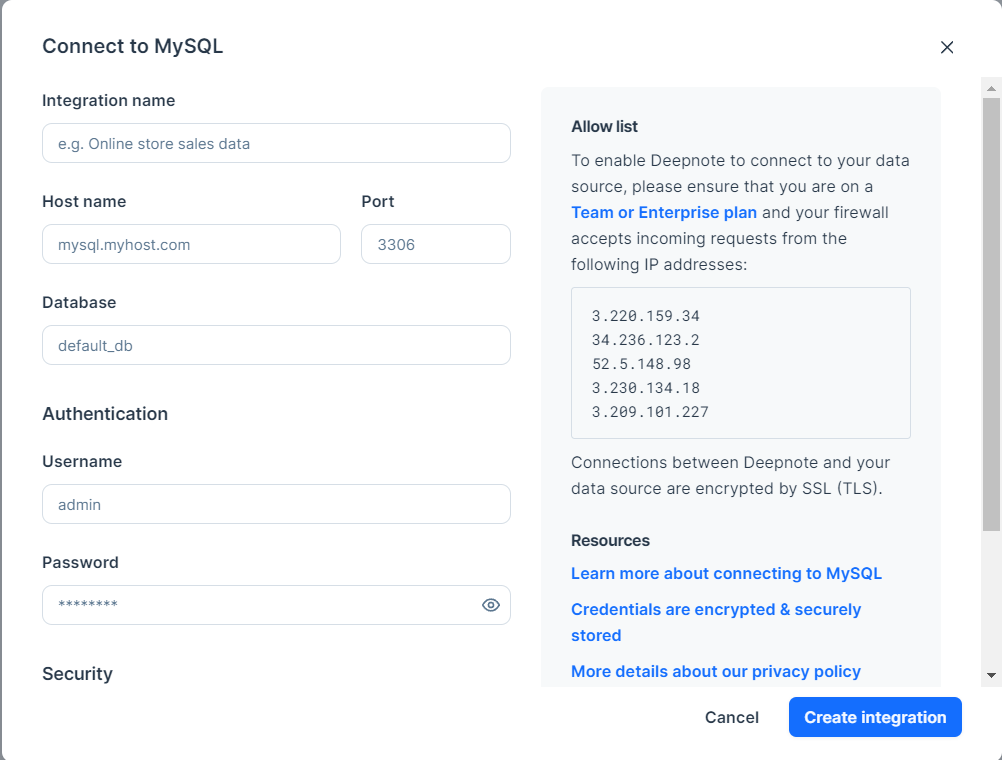 Connect to MySQL
Integration name
e.g. Online store sales data
Host name
Port
mysql.myhost.com
3306
Database
default_db
Authentication
Username
admin
Password
********
Security
Allow list
To enable Deepnote to connect to your data
source, please ensure that you are on a
Team or Enterprise plan and your firewall
accepts incoming requests from the
following IP addresses:
3.220.159.34
34.236.123.2
52.5.148.98
3.230.134.18
3.209.101.227
Connections between Deepnote and your
data source are encrypted by SSL (TLS).
Resources
Learn more about connecting to MySQL
Credentials are encrypted & securely
stored
More details about our privacy policy
Cancel
Create integration